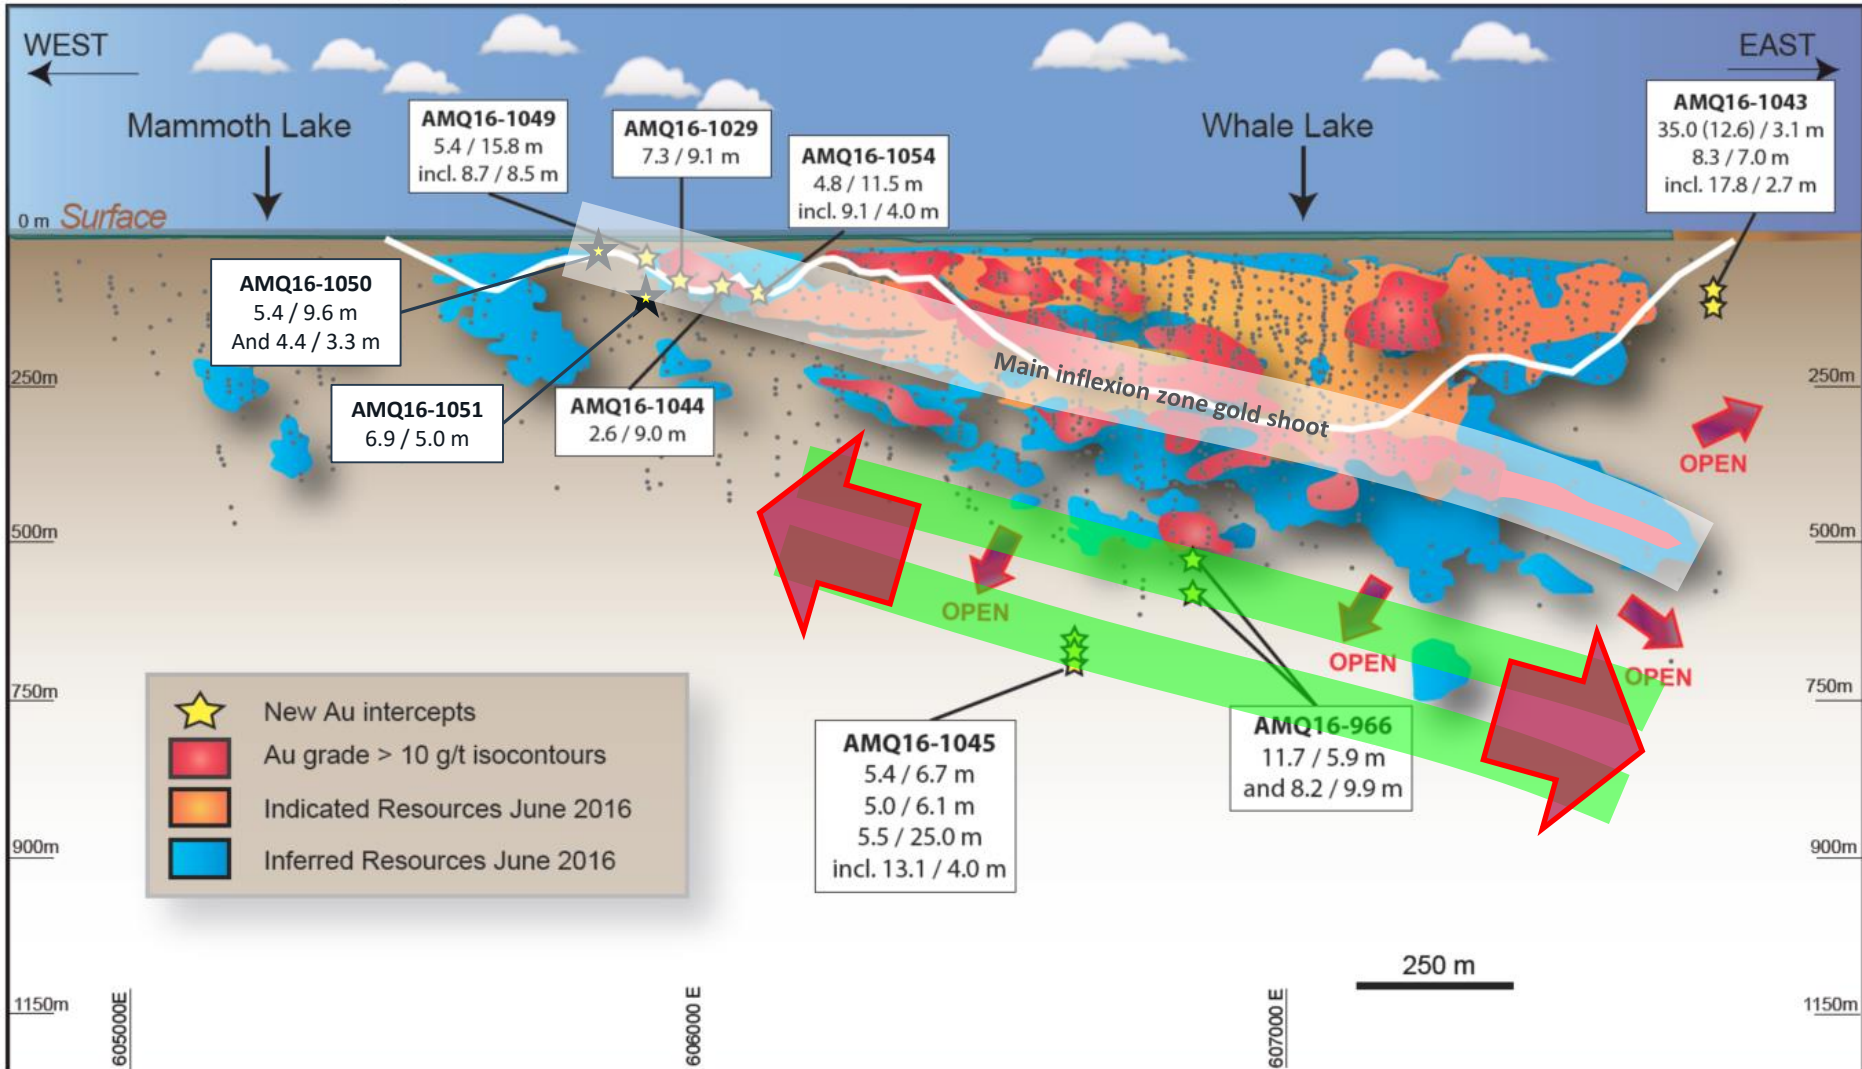 WEST
EAST
Mammoth Lake
Whale Lake
AMQ16-1049
5.4 / 15.8 m
incl. 8.7 / 8.5 m
AMQ16-1029
7.3 / 9.1 m
AMQ16-1054
4.8 / 11.5 m
incl. 9.1 / 4.0 m
AMQ16-1043
35.0 (12.6) / 3.1 m
8.3 / 7.0 m
incl. 17.8 / 2.7 m
0 m
Surface
AMQ16-1050
5.4 / 9.6 m
And 4.4 / 3.3 m
AMQ16-1051
6.9 / 5.0 m
AMQ16-1044
2.6 / 9.0 m
Main inflexion zone gold shoot
250m
250m
OPEN
500m
500m
OPEN
OPEN
OPEN
750m
750m
AMQ16-1045
5.4 / 6.7 m
5.0 / 6.1 m
5.5 / 25.0 m
incl. 13.1 / 4.0 m
AMQ16-966
11.7 / 5.9 m
and 8.2 / 9.9 m
New Au intercepts
Au grade > 10 g/t isocontours
Indicated Resources June 2016
Inferred Resources June 2016
900m
900m
250 m
1150m
1150m
605000E
606000 E
607000 E